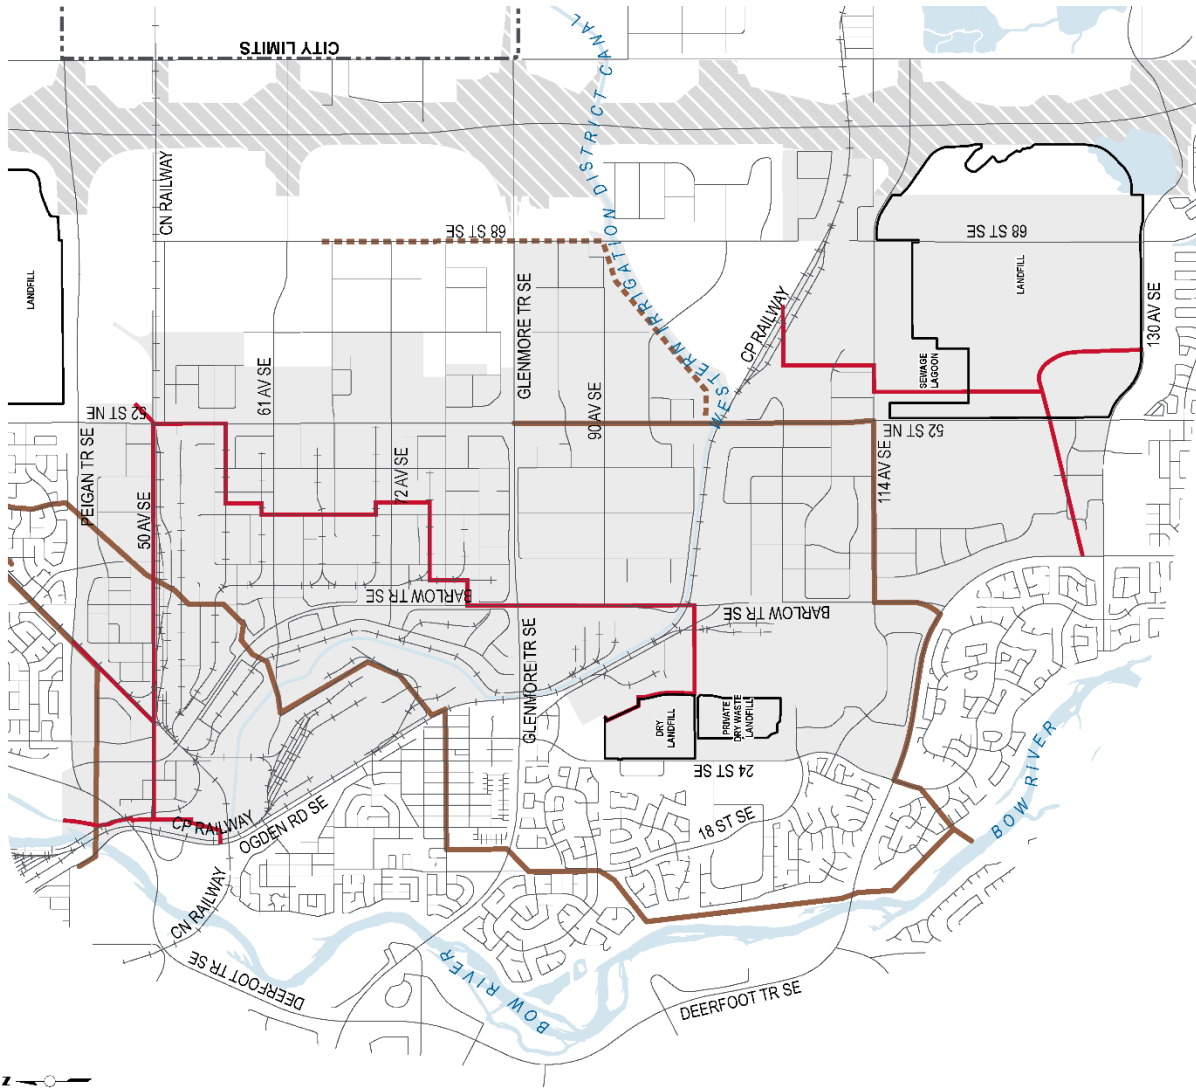 CITY LIMITS
WESTERN IRRIGATION DISTRICT CANAL
CN RAILWAY
68 ST SE
68 ST SE
LANDFILL
LANDFILL
GLENMORE TR SE
CP RAILWAY
130 AV SE
SEWAGE
LAGOON
61 AV SE
90 AV SE
52 ST NE
52 ST NE
PEIGAN TR SE
50 AV SE
72 AV SE
114 AV SE
BARLOW TR SE
BARLOW TR SE
GLENMORE TR SE
DRY
LANDFILL
PRIVATE
DRY WASTE
LANDFILL
24 ST SE
BOW RIVER
CP RAILWAY
OGDEN RD SE
18 ST SE
CN RAILWAY
DEERFOOT TR SE
BOW RIVER
DEERFOOT TR SE
N